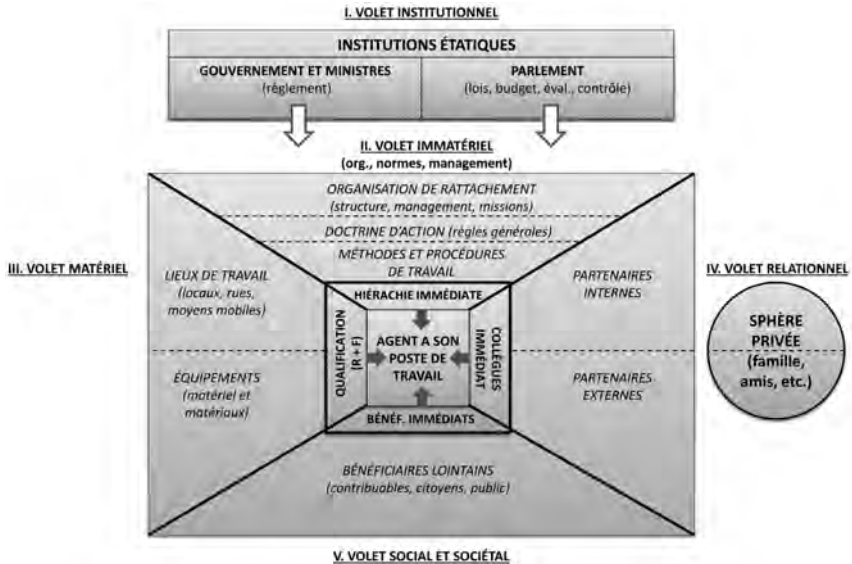 I. VOLET INSTITUTIONNEL
INSTITUTIONS ÉTATIQUES
GOUVERNEMENT ET MINISTRES
(règlement)
PARLEMENT
(lois, budget, éval., contrôle)
II. VOLET IMMATÉRIEL
(org., normes, management)
ORGANISATION DE RATTACHEMENT
(structure, management, missions)
DOCTRINE D'ACTION (règles générales)
MÉTHODES ET PROCÉDURES
DE TRAVAIL
III. VOLET MATÉRIEL
LIEUX DE TRAVAIL
(locaux, rues,
moyens mobiles)
ÉQUIPEMENTS
(matériel et
matériaux)
HIÉRACHIE IMMÉDIATE
QUALIFICATION
(R + F)
AGENT A SON
POSTE DE
TRAVAIL
COLLÈGUES
IMMÉDIAT
BÉNÉF. IMMÉDIATS
PARTENAIRES
INTERNES
PARTENAIRES
EXTERNES
IV. VOLET RELATIONNEL
SPHÈRE
PRIVÉE
(famille,
amis, etc.)
BÉNÉFICIAIRES LOINTAINS
(contribuables, citoyens, public)
V. VOLET SOCIAL ET SOCIÉTAL